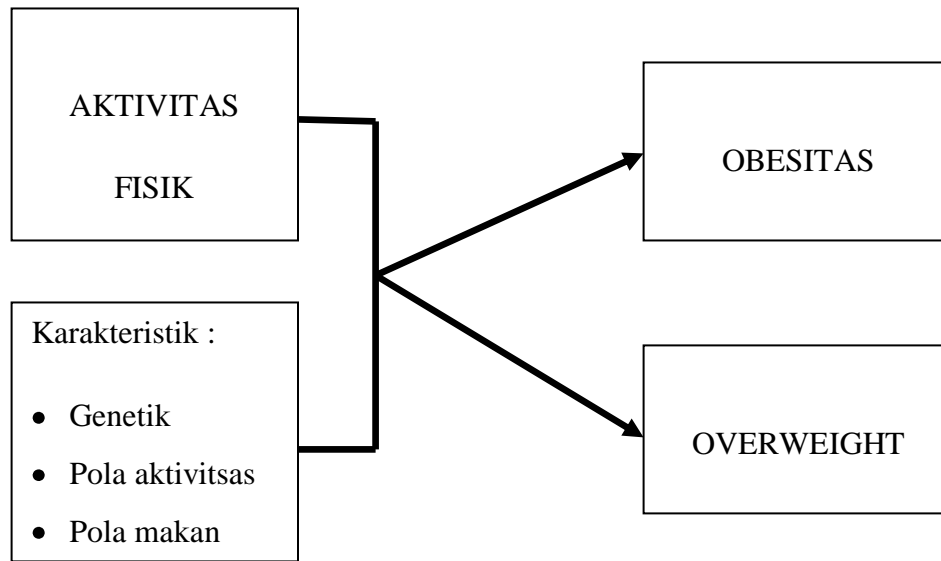 AKTIVITAS
FISIK
OBESITAS
Karakteristik :
• Genetik
• Pola aktivitsas
• Pola makan
OVERWEIGHT